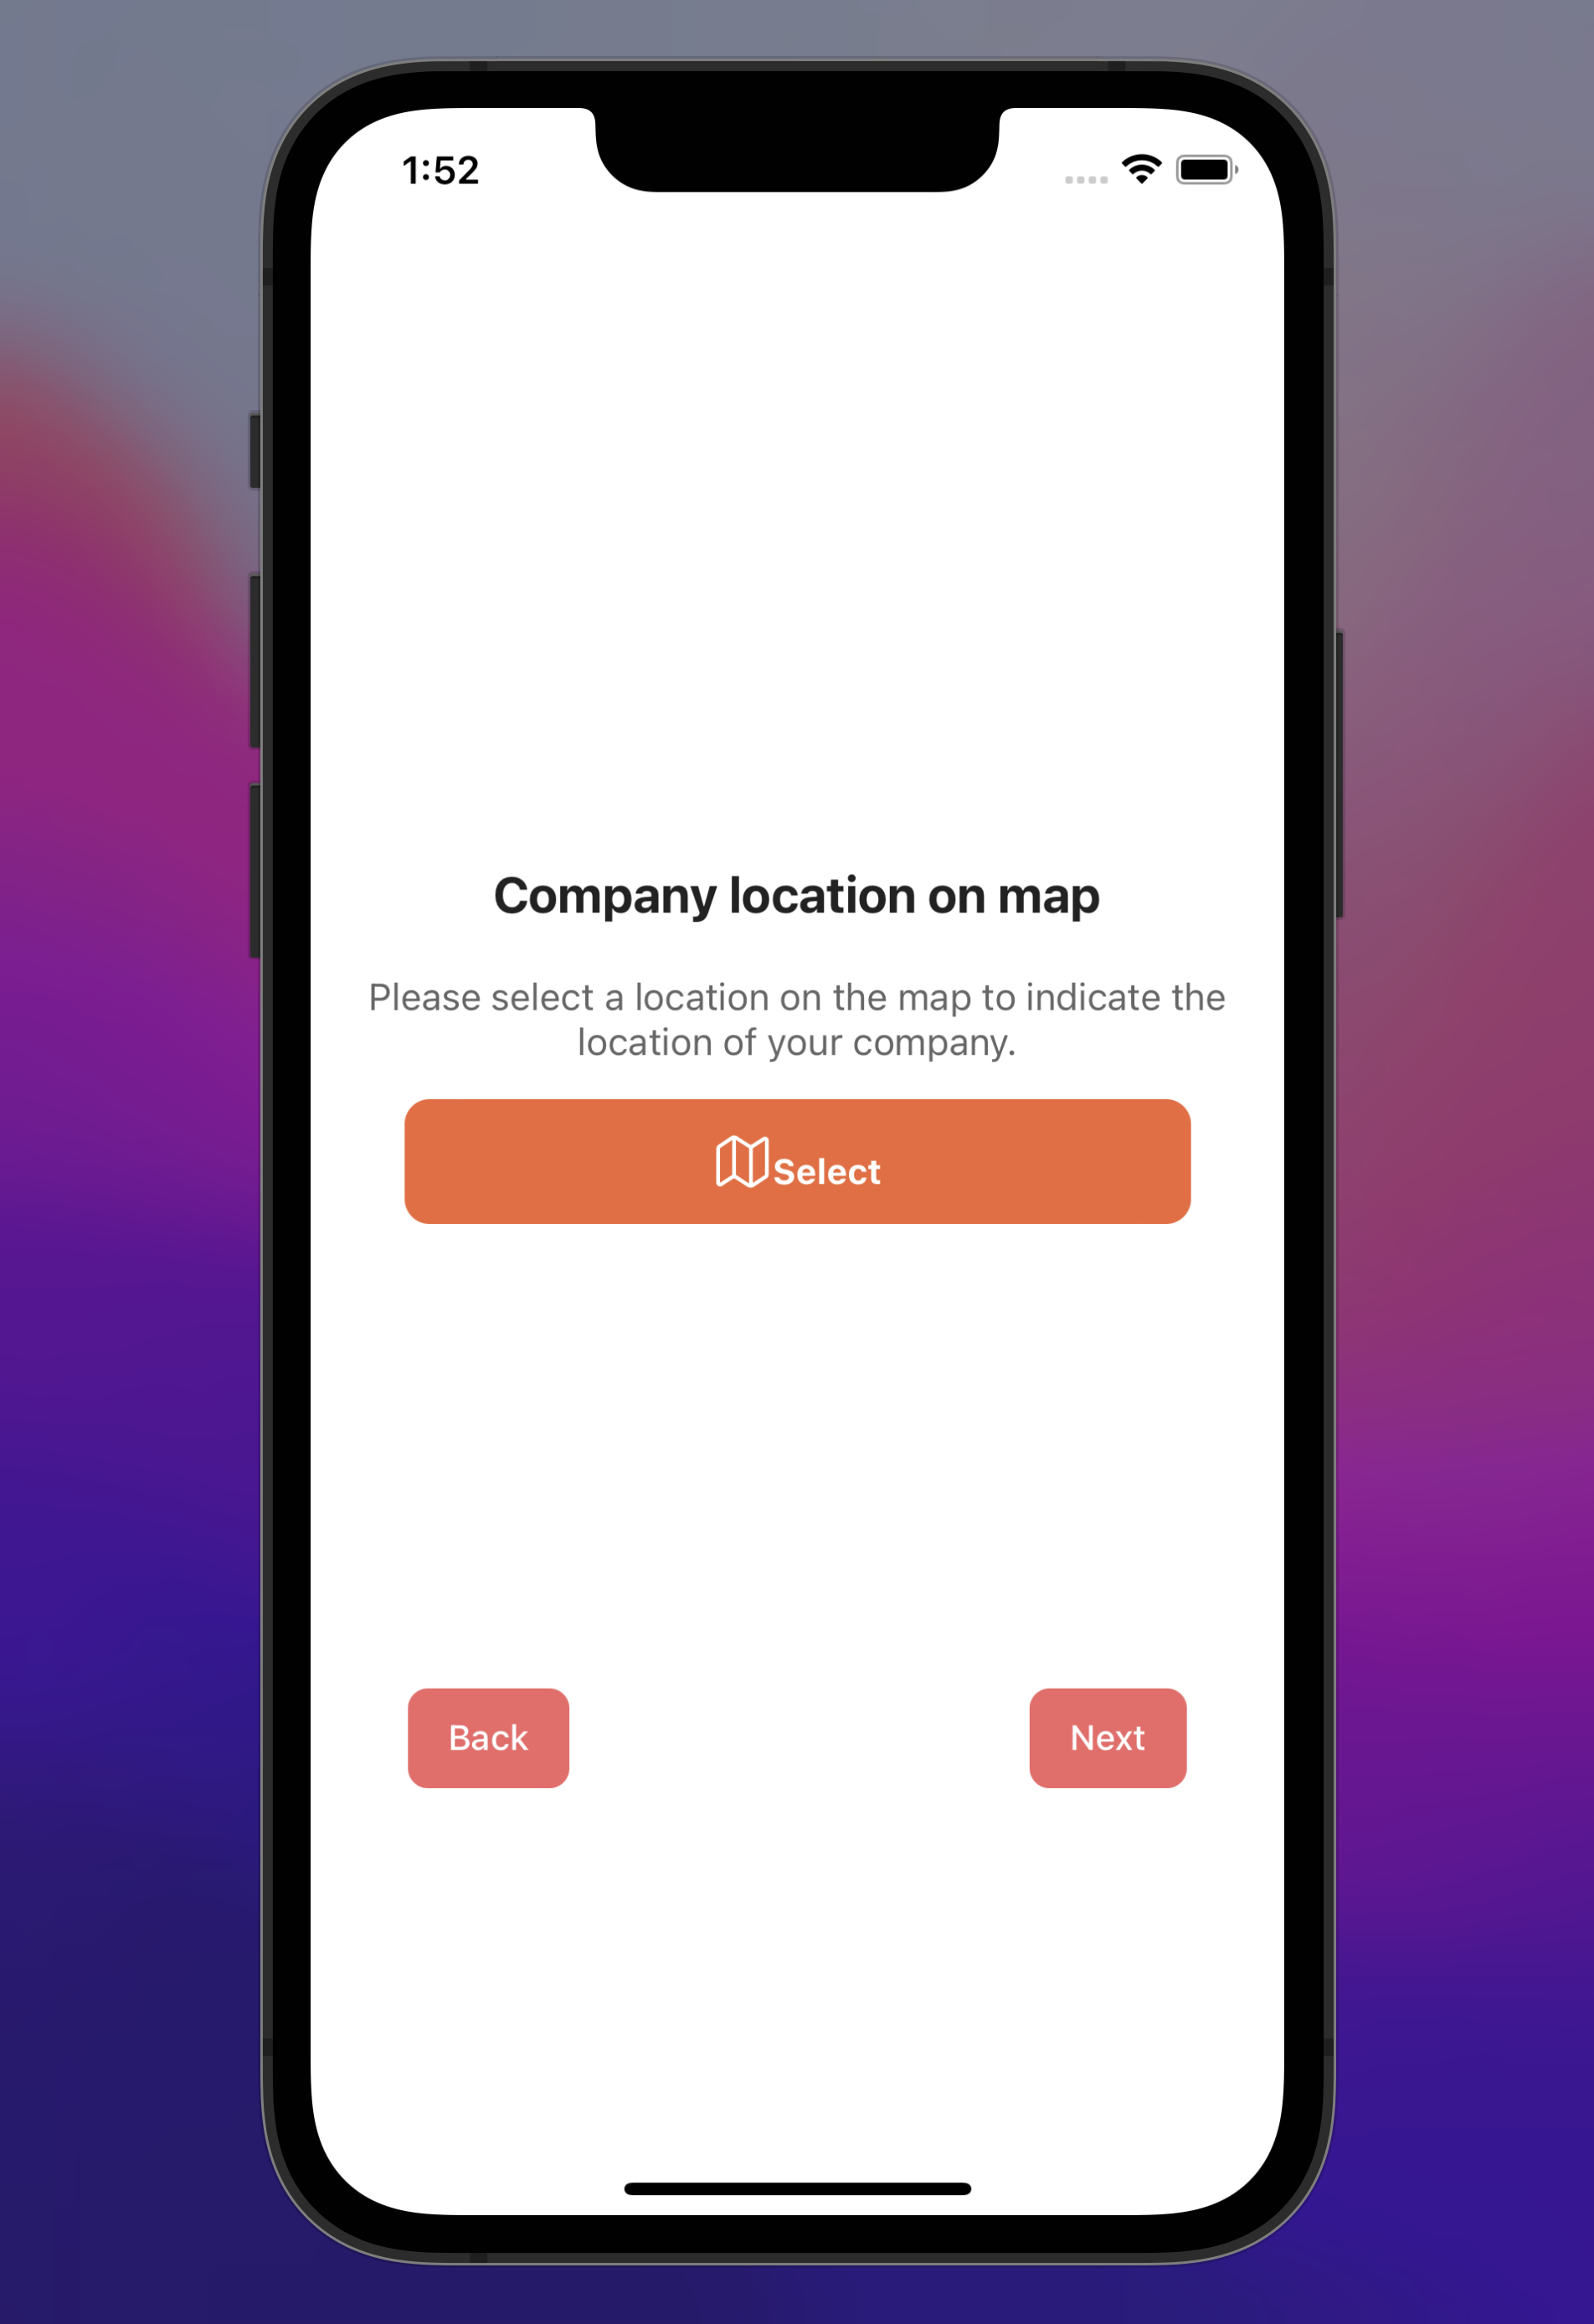 1:52
Company location on map
Please select a location on the map to indicate the
location of your company.
Select
Back
Next